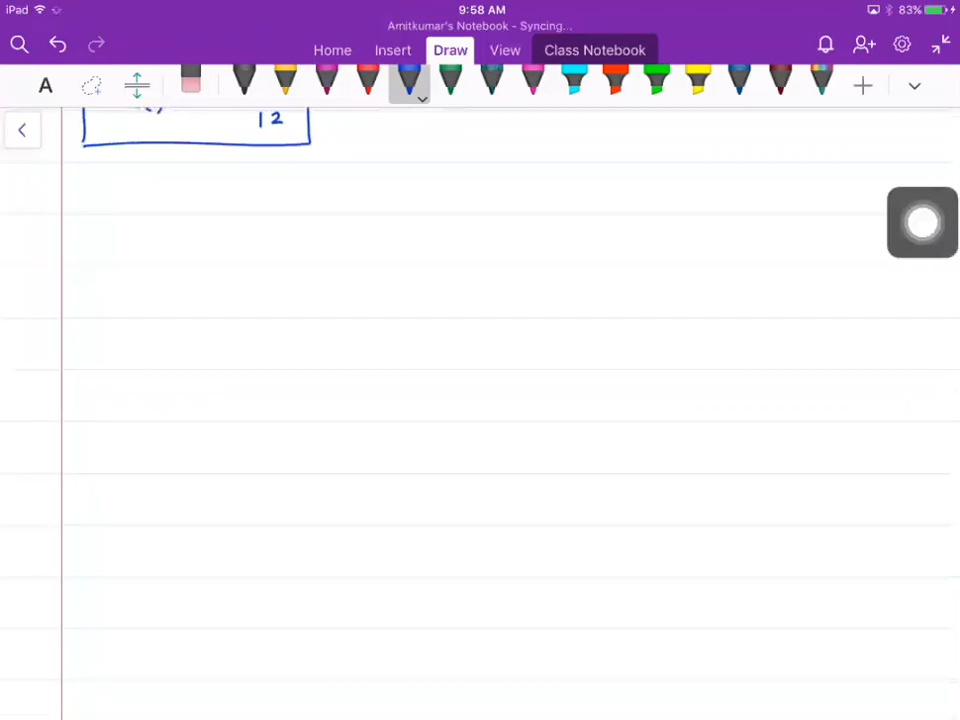 iPad 9:58 AM 83%
Amitkumar's Notebook - Syncing...
Home Insert Draw View Class Notebook
A
12